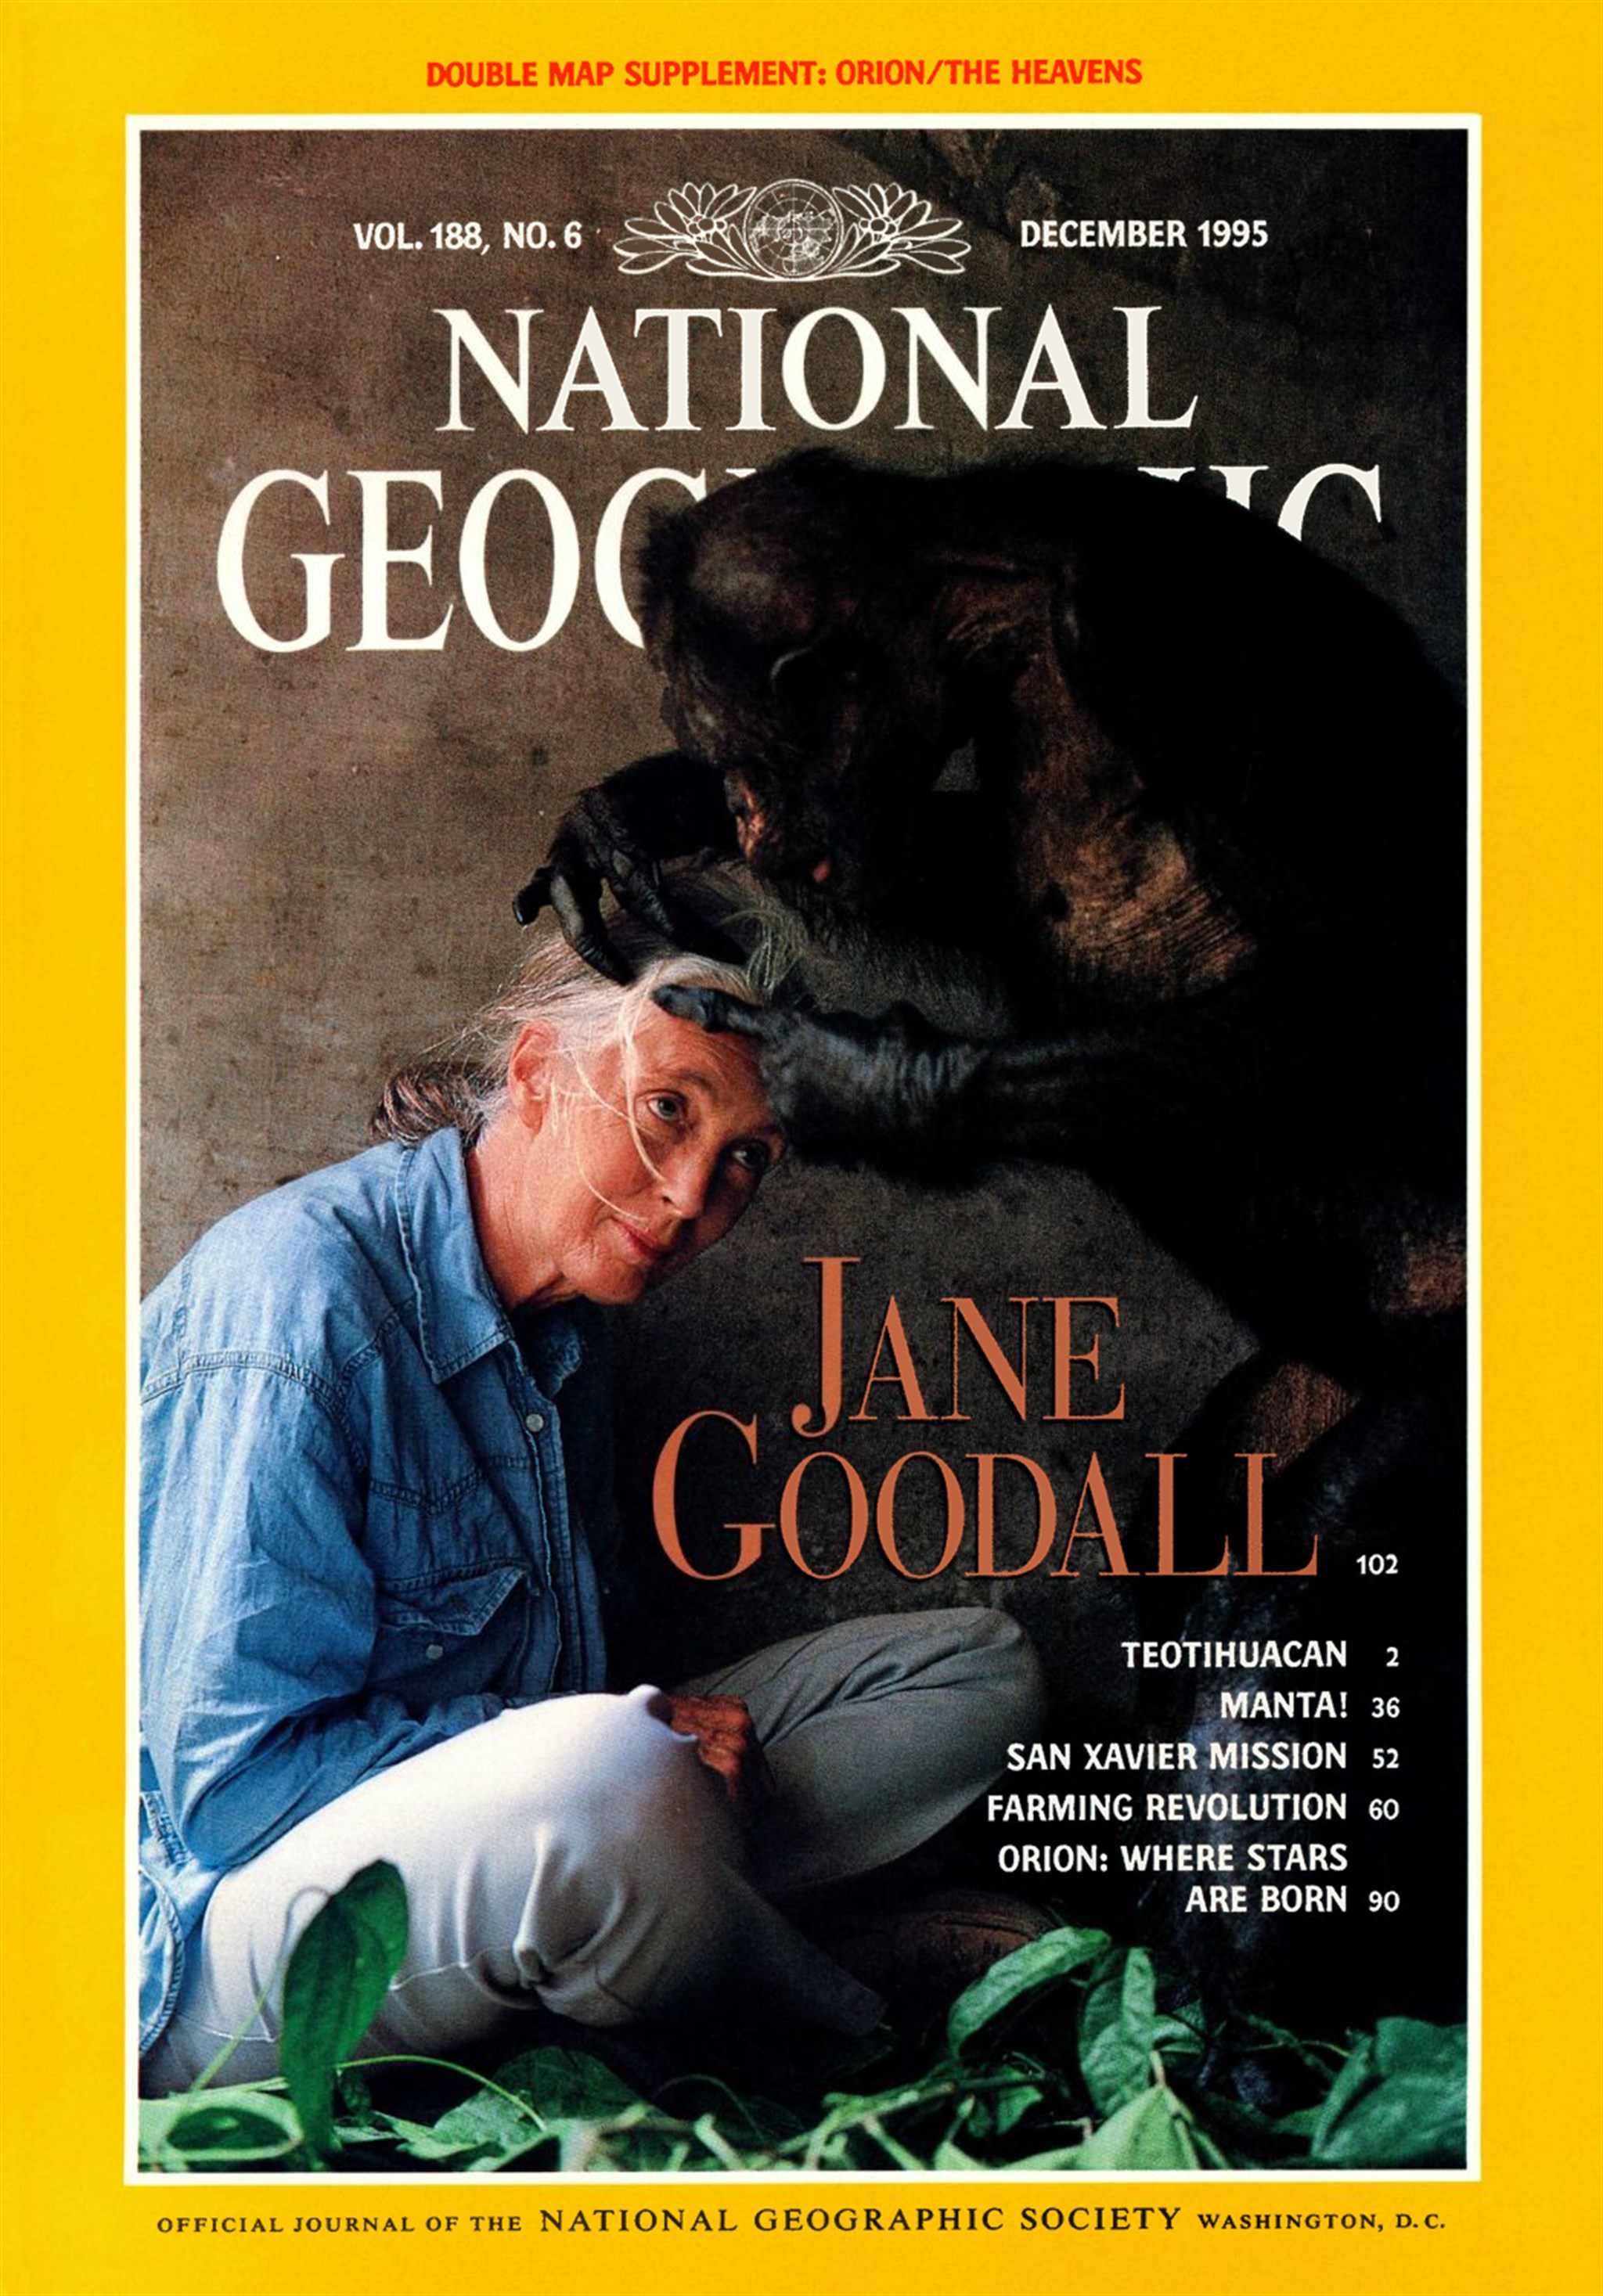 DOUBLE MAP SUPPLEMENT: ORION/THE HEAVENS
VOL. 188, NO. 6
DECEMBER 1995
NATIONAL
GEOGRAPHIC
JANE
GOODALL 102
TEOTIHUACAN 2
MANTA! 36
SAN XAVIER MISSION 52
FARMING REVOLUTION 60
ORION: WHERE STARS
ARE BORN 90
OFFICIAL JOURNAL OF THE NATIONAL GEOGRAPHIC SOCIETY WASHINGTON, D.C.